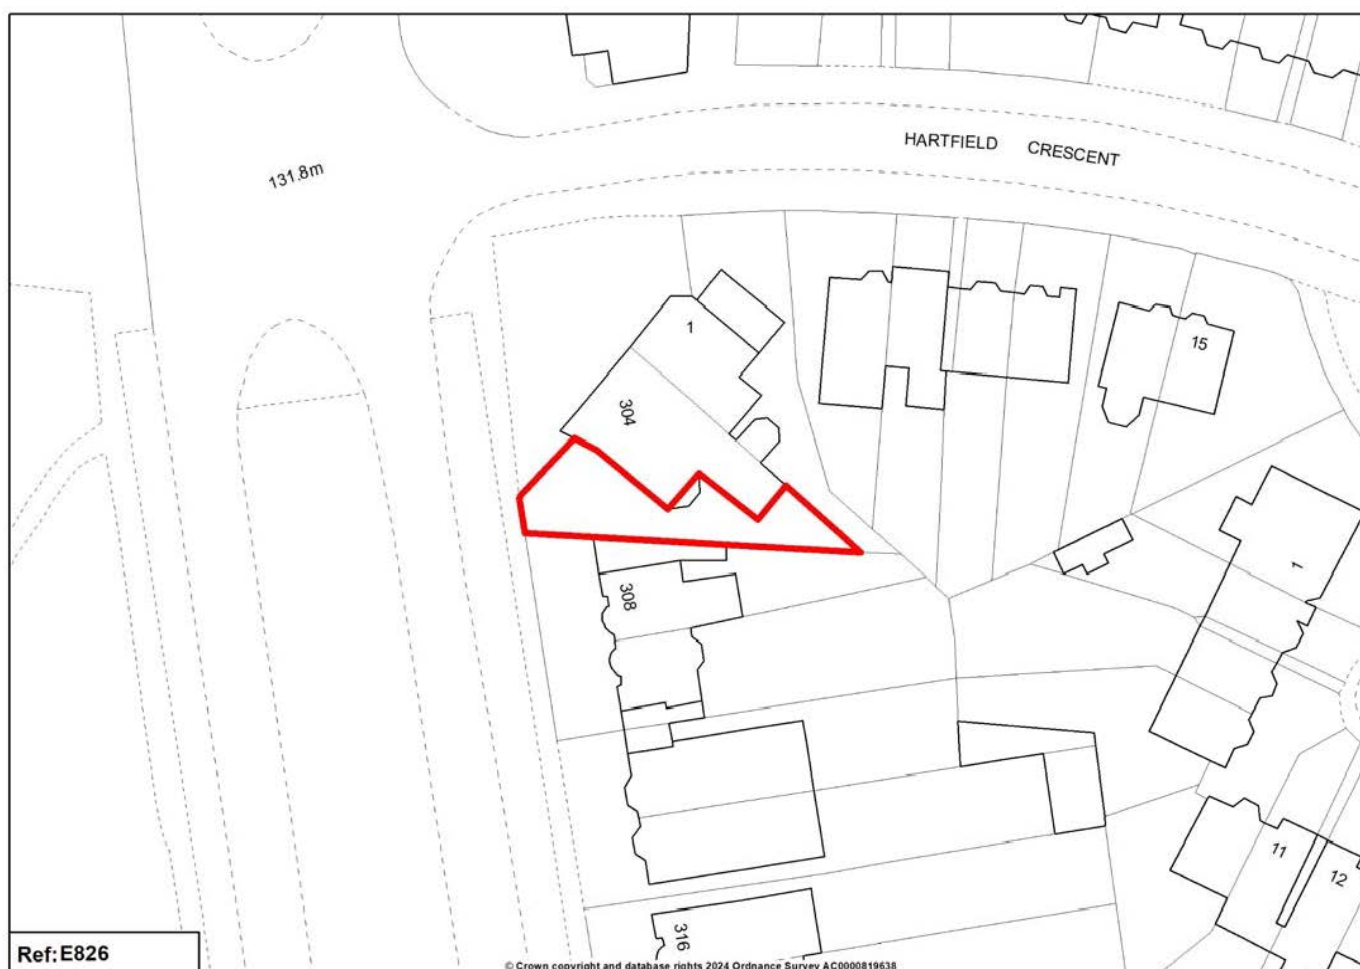 HARTFIELD CRESCENT
131.8m
1
304
15
308
1
11
12
316
Ref:E826
© Crown copyright and database rights 2024 Ordnance Survey AC0000819638